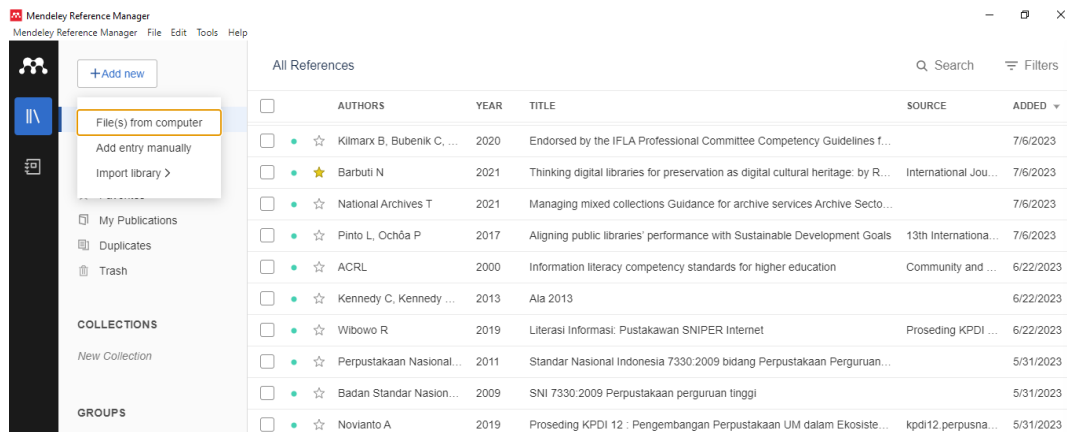 Mendeley Reference Manager
Mendeley Reference Manager File Edit Tools Help
+Add new
File(s) from computer
Add entry manually
Import library >
My Publications
Duplicates
Trash
COLLECTIONS
New Collection
GROUPS
All References
Search Filters
AUTHORS YEAR TITLE SOURCE ADDED
Kilmarx B, Bubenik C, ... 2020 Endorsed by the IFLA Professional Committee Competency Guidelines f... 7/6/2023
Barbuti N 2021 Thinking digital libraries for preservation as digital cultural heritage: by R... International Jou... 7/6/2023
National Archives T 2021 Managing mixed collections Guidance for archive services Archive Secto... 7/6/2023
Pinto L, Ochôa P 2017 Aligning public libraries' performance with Sustainable Development Goals 13th Internationa... 7/6/2023
ACRL 2000 Information literacy competency standards for higher education Community and ... 6/22/2023
Kennedy C, Kennedy ... 2013 Ala 2013 6/22/2023
Wibowo R 2019 Literasi Informasi: Pustakawan SNIPER Internet Proseding KPDI ... 6/22/2023
Perpustakaan Nasional... 2011 Standar Nasional Indonesia 7330:2009 bidang Perpustakaan Perguruan... 5/31/2023
Badan Standar Nasion... 2009 SNI 7330:2009 Perpustakaan perguruan tinggi 5/31/2023
Novianto A 2019 Proseding KPDI 12 : Pengembangan Perpustakaan UM dalam Ekosiste... kpdi12.perpusna... 5/31/2023